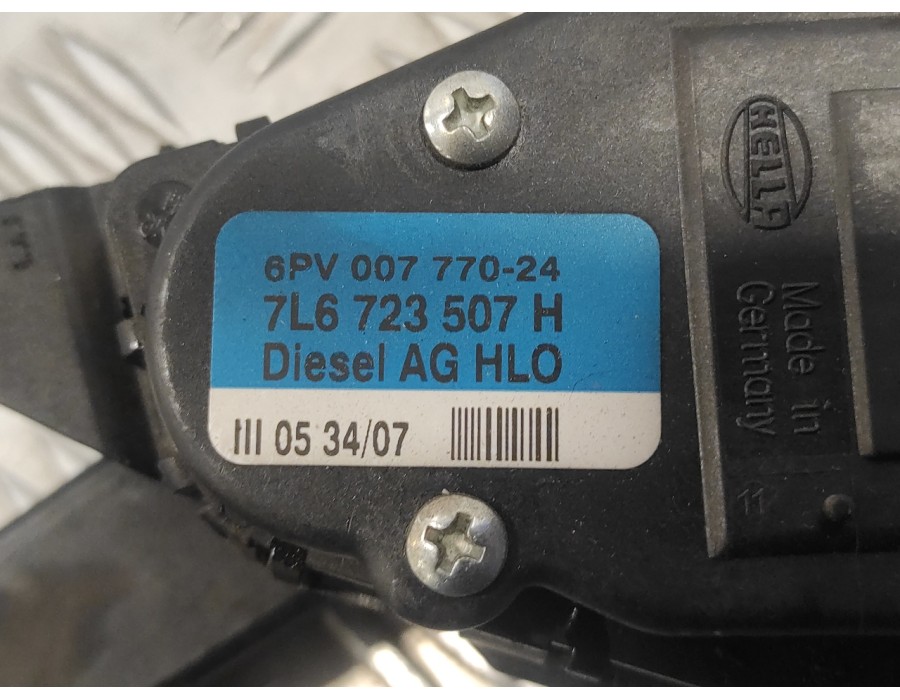 6PV 007 770-24
7L6 723 507 H
Diesel AG HLO
III 05 34/07
HELLA
Made in
Germany